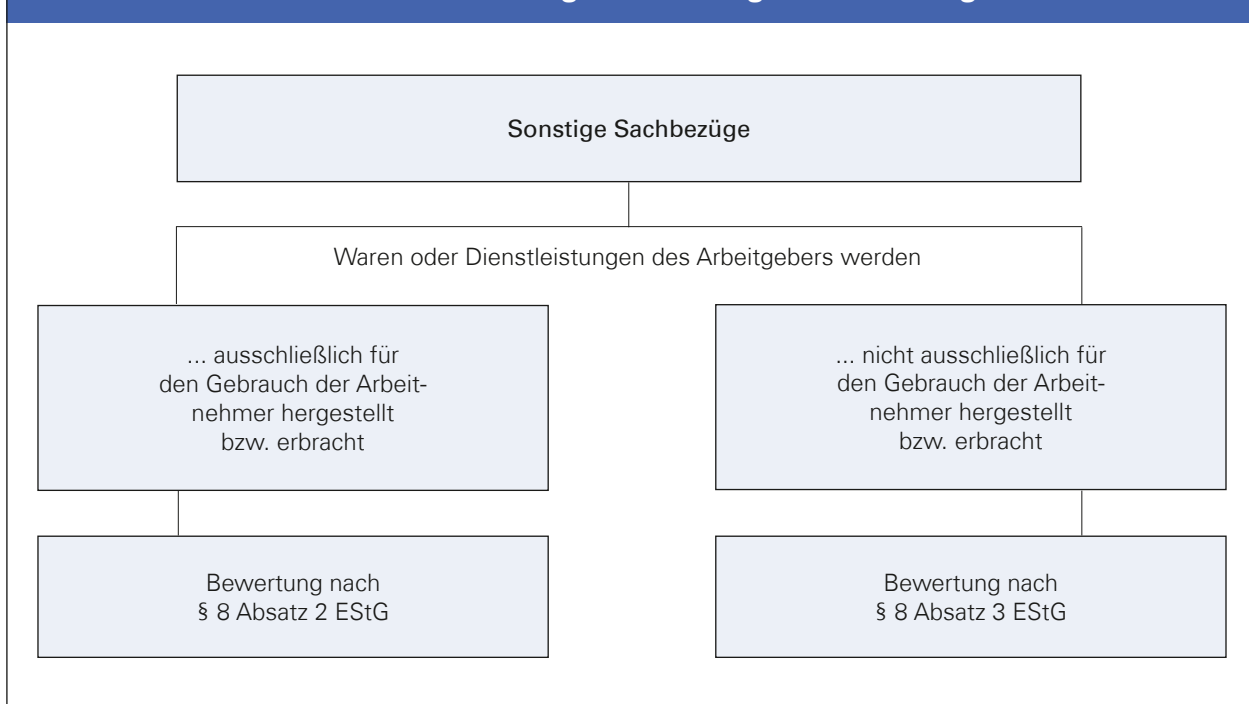 Sonstige Sachbezüge
Waren oder Dienstleistungen des Arbeitgebers werden
... ausschließlich für
den Gebrauch der Arbeit-
nehmer hergestellt
bzw. erbracht
... nicht ausschließlich für
den Gebrauch der Arbeit-
nehmer hergestellt
bzw. erbracht
Bewertung nach
§ 8 Absatz 2 EStG
Bewertung nach
§ 8 Absatz 3 EStG